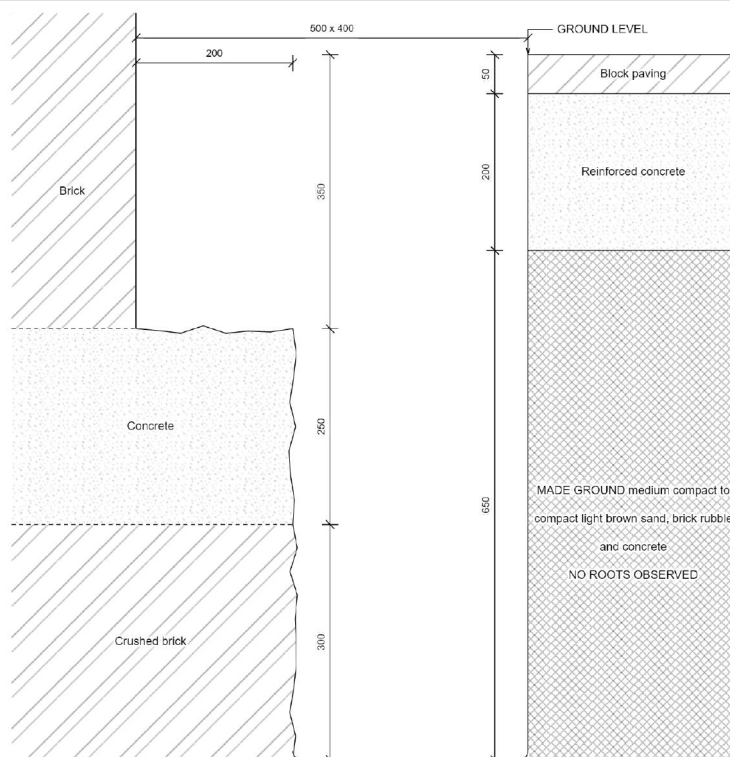 500 x 400
GROUND LEVEL
200
50
Block paving
Brick
350
200
Reinforced concrete
Concrete
250
650
MADE GROUND medium compact to
compact light brown sand, brick rubble
and concrete
NO ROOTS OBSERVED
Crushed brick
300